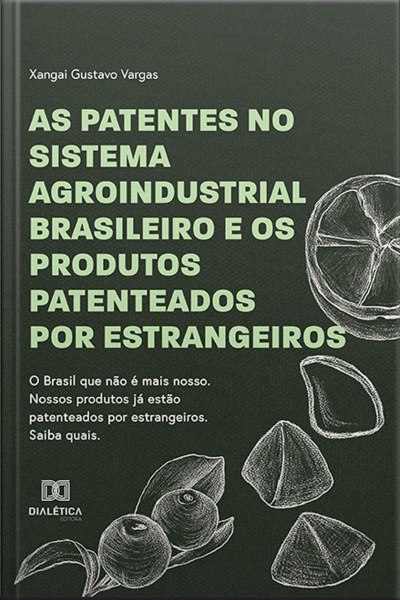 Xangai Gustavo Vargas
AS PATENTES NO
SISTEMA
AGROINDUSTRIAL
BRASILEIRO E OS
PRODUTOS
PATENTEADOS
POR ESTRANGEIROS
O Brasil que não é mais nosso.
Nossos produtos já estão
patenteados por estrangeiros.
Saiba quais.
DIALÉTICA
EDITORA